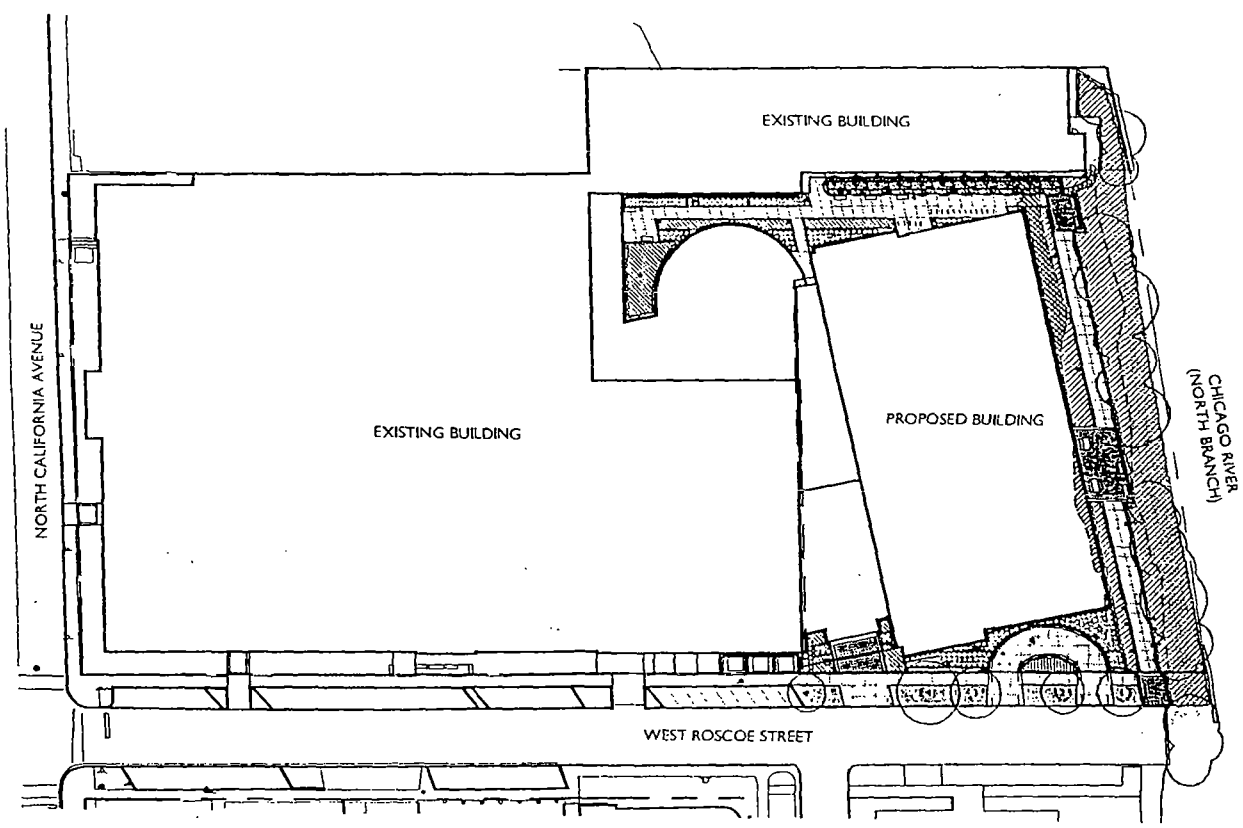 EXISTING BUILDING
NORTH CALIFORNIA AVENUE
EXISTING BUILDING
PROPOSED BUILDING
CHICAGO RIVER
(NORTH BRANCH)
WEST ROSCOE STREET